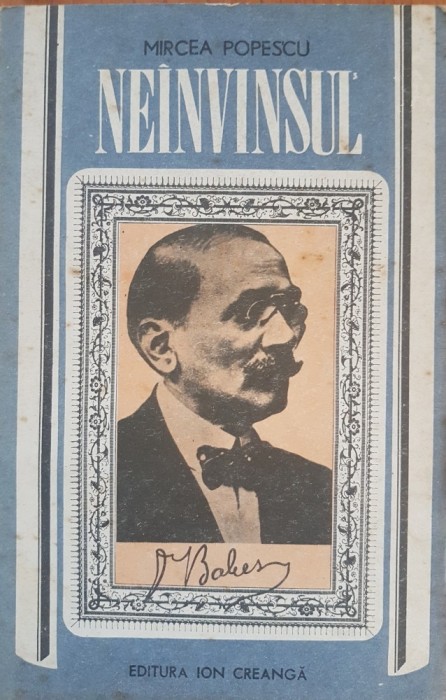 MIRCEA POPESCU
NEÎNVINSUL
V Babeș
EDITURA ION CREANGĂ